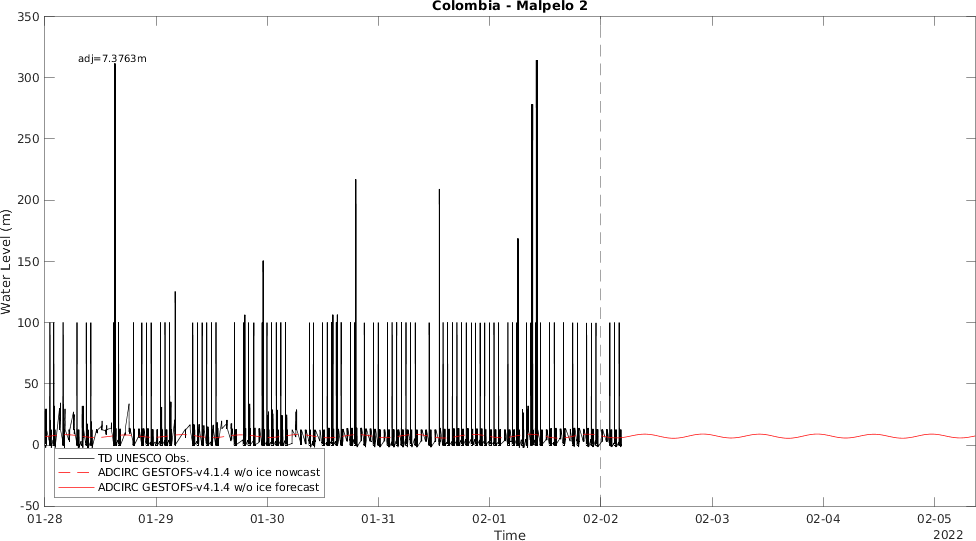 Colombia - Malpelo 2
adj=7.3763m
Water Level (m)
350
300
250
200
150
100
50
0
-50
TD UNESCO Obs.
ADCIRC GESTOFS-v4.1.4 w/o ice nowcast
ADCIRC GESTOFS-v4.1.4 w/o ice forecast
01-28 01-29 01-30 01-31 02-01 02-02 02-03 02-04 02-05
Time
2022